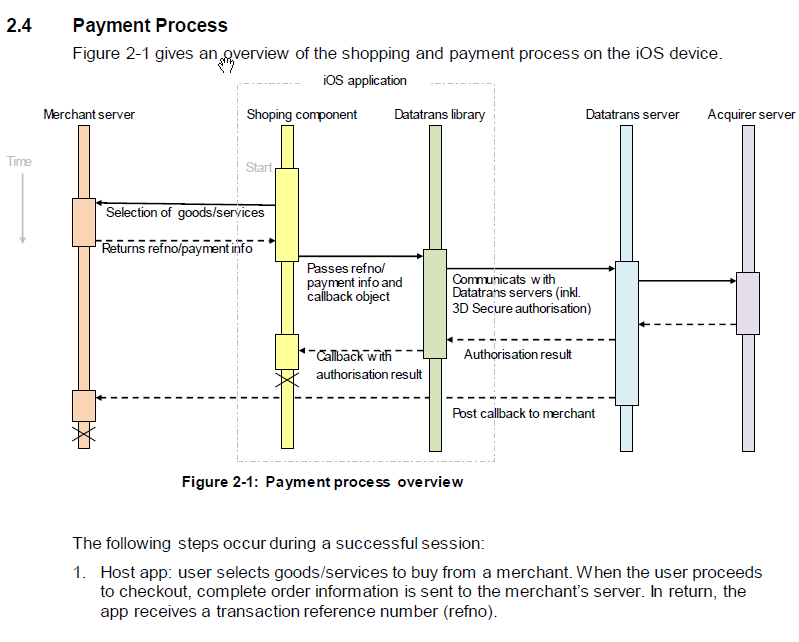 2.4 Payment Process
Figure 2-1 gives an overview of the shopping and payment process on the iOS device.
iOS application
Merchant server
Shoping component
Datatrans library
Datatrans server
Acquirer server
Time
Start
Selection of goods/services
Returns refno/payment info
Passes refno/
payment info and
callback object
Communicats with
Datatrans servers (inkl.
3D Secure authorisation)
Callback with
authorisation result
Authorisation result
Post callback to merchant
Figure 2-1: Payment process overview
The following steps occur during a successful session:
1. Host app: user selects goods/services to buy from a merchant. When the user proceeds
to checkout, complete order information is sent to the merchant's server. In return, the
app receives a transaction reference number (refno).